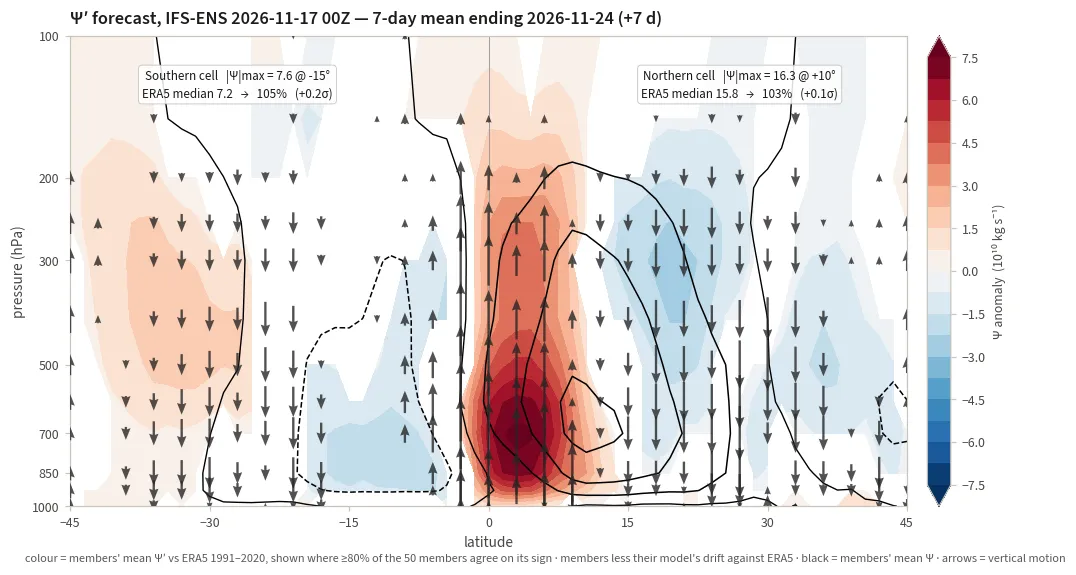 Ψ′ forecast, IFS-ENS 2026-11-17 00Z — 7-day mean ending 2026-11-24 (+7 d)
100
200
300
400
500
700
850
1000
pressure (hPa)
Southern cell |Ψ|max = 7.6 @ -15°
ERA5 median 7.2 → 105% (+0.2σ)
Northern cell |Ψ|max = 16.3 @ +10°
ERA5 median 15.8 → 103% (+0.1σ)
−45
−30
−15
0
15
30
45
latitude
7.5
6.0
4.5
3.0
1.5
0.0
−1.5
−3.0
−4.5
−6.0
−7.5
Ψ anomaly (10¹⁰ kg s⁻¹)
colour = members' mean Ψ′ vs ERA5 1991–2020, shown where ≥80% of the 50 members agree on its sign · members less their model's drift against ERA5 · black = members' mean Ψ · arrows = vertical motion